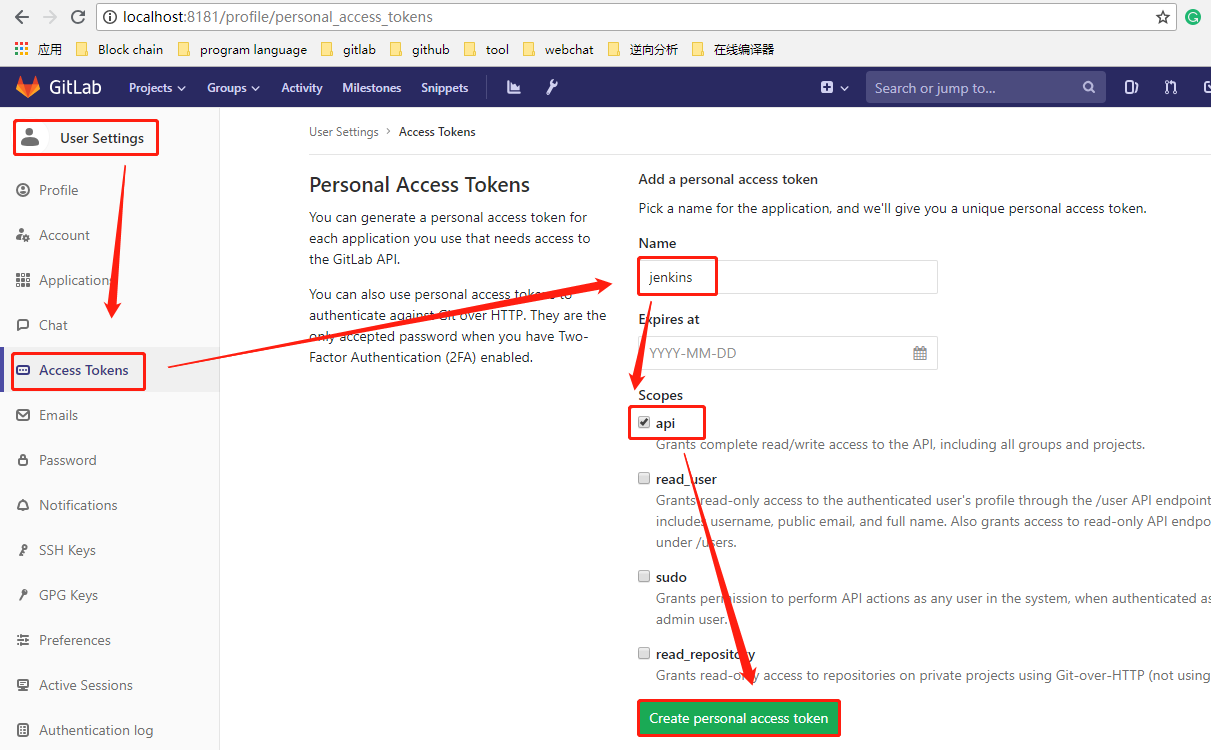 localhost:8181/profile/personal_access_tokens
应用 Block chain program language gitlab github tool webchat 逆向分析 在线编译器
GitLab Projects Groups Activity Milestones Snippets Search or jump to...
User Settings
Profile
Account
Applications
Chat
Access Tokens
Emails
Password
Notifications
SSH Keys
GPG Keys
Preferences
Active Sessions
Authentication log
User Settings › Access Tokens
Personal Access Tokens
You can generate a personal access token for
each application you use that needs access to
the GitLab API.
You can also use personal access tokens to
authenticate against Git over HTTP. They are the
only accepted password when you have Two-
Factor Authentication (2FA) enabled.
Add a personal access token
Pick a name for the application, and we'll give you a unique personal access token.
Name
jenkins
Expires at
YYYY-MM-DD
Scopes
api
Grants complete read/write access to the API, including all groups and projects.
read_user
Grants read-only access to the authenticated user's profile through the /user API endpoint
includes username, public email, and full name. Also grants access to read-only API endpo
under /users.
sudo
Grants permission to perform API actions as any user in the system, when authenticated as
admin user.
read_repository
Grants read-only access to repositories on private projects using Git-over-HTTP (not using
Create personal access token